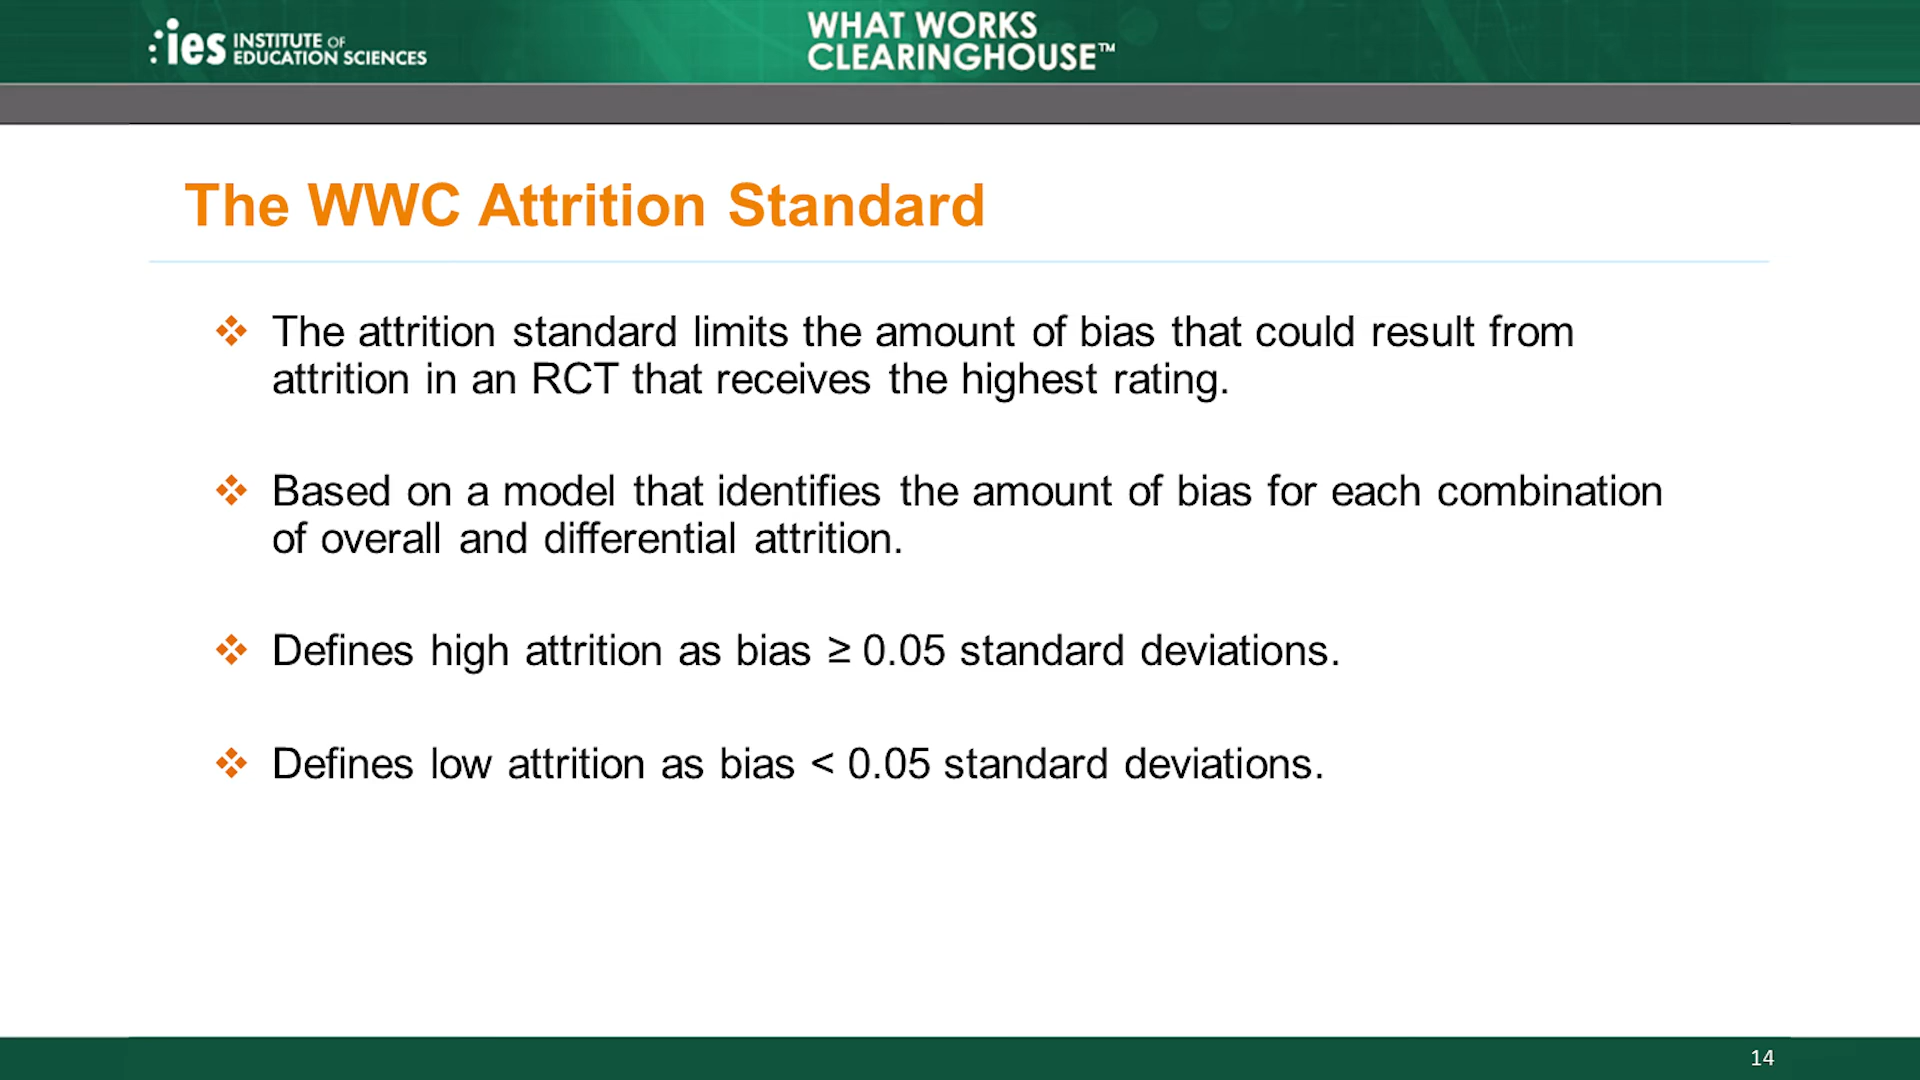 ies INSTITUTE OF
EDUCATION SCIENCES
WHAT WORKS
CLEARINGHOUSE™
The WWC Attrition Standard
❖ The attrition standard limits the amount of bias that could result from
attrition in an RCT that receives the highest rating.
❖ Based on a model that identifies the amount of bias for each combination
of overall and differential attrition.
❖ Defines high attrition as bias ≥ 0.05 standard deviations.
❖ Defines low attrition as bias < 0.05 standard deviations.
14